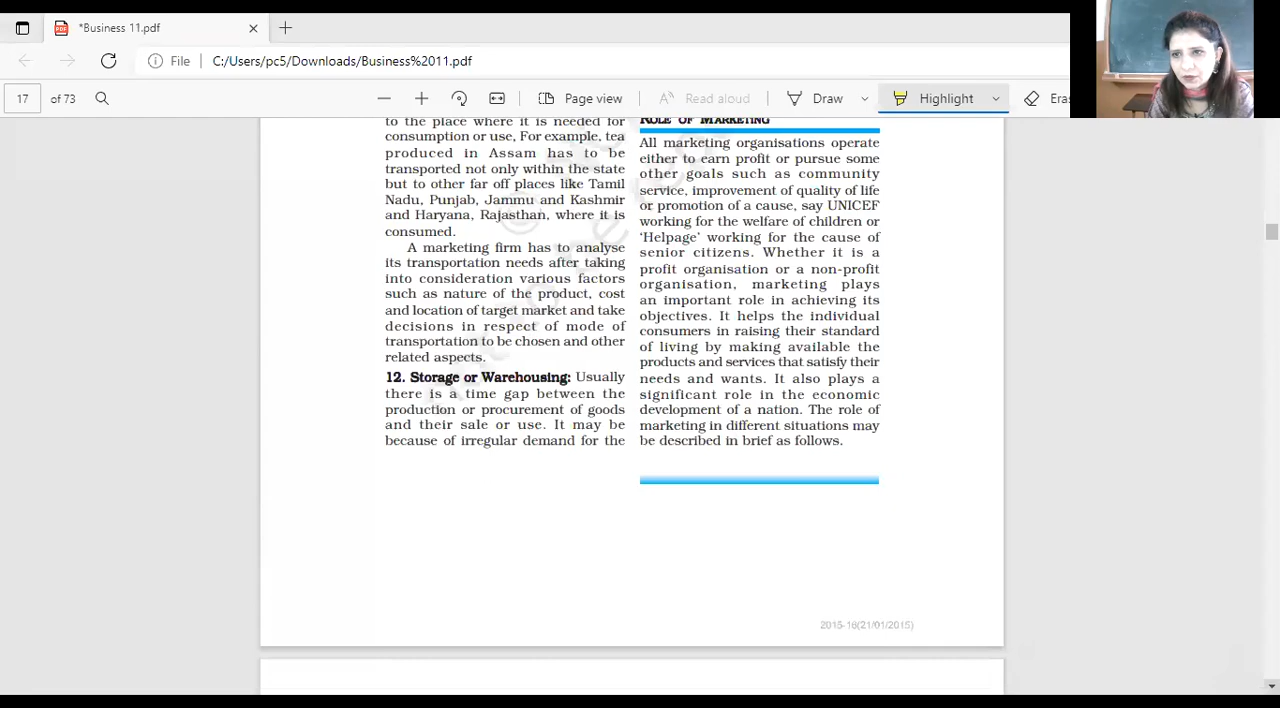 *Business 11.pdf
File
C:/Users/pc5/Downloads/Business%2011.pdf
17
of 73
Page view
Read aloud
Draw
Highlight
to the place where it is needed for
consumption or use, For example, tea
produced in Assam has to be
transported not only within the state
but to other far off places like Tamil
Nadu, Punjab, Jammu and Kashmir
and Haryana, Rajasthan, where it is
consumed.
A marketing firm has to analyse
its transportation needs after taking
into consideration various factors
such as nature of the product, cost
and location of target market and take
decisions in respect of mode of
transportation to be chosen and other
related aspects.
12. Storage or Warehousing: Usually
there is a time gap between the
production or procurement of goods
and their sale or use. It may be
because of irregular demand for the
ROLE OF MARKETING
All marketing organisations operate
either to earn profit or pursue some
other goals such as community
service, improvement of quality of life
or promotion of a cause, say UNICEF
working for the welfare of children or
‘Helpage’ working for the cause of
senior citizens. Whether it is a
profit organisation or a non-profit
organisation, marketing plays
an important role in achieving its
objectives. It helps the individual
consumers in raising their standard
of living by making available the
products and services that satisfy their
needs and wants. It also plays a
significant role in the economic
development of a nation. The role of
marketing in different situations may
be described in brief as follows.
2015-16(21/01/2015)